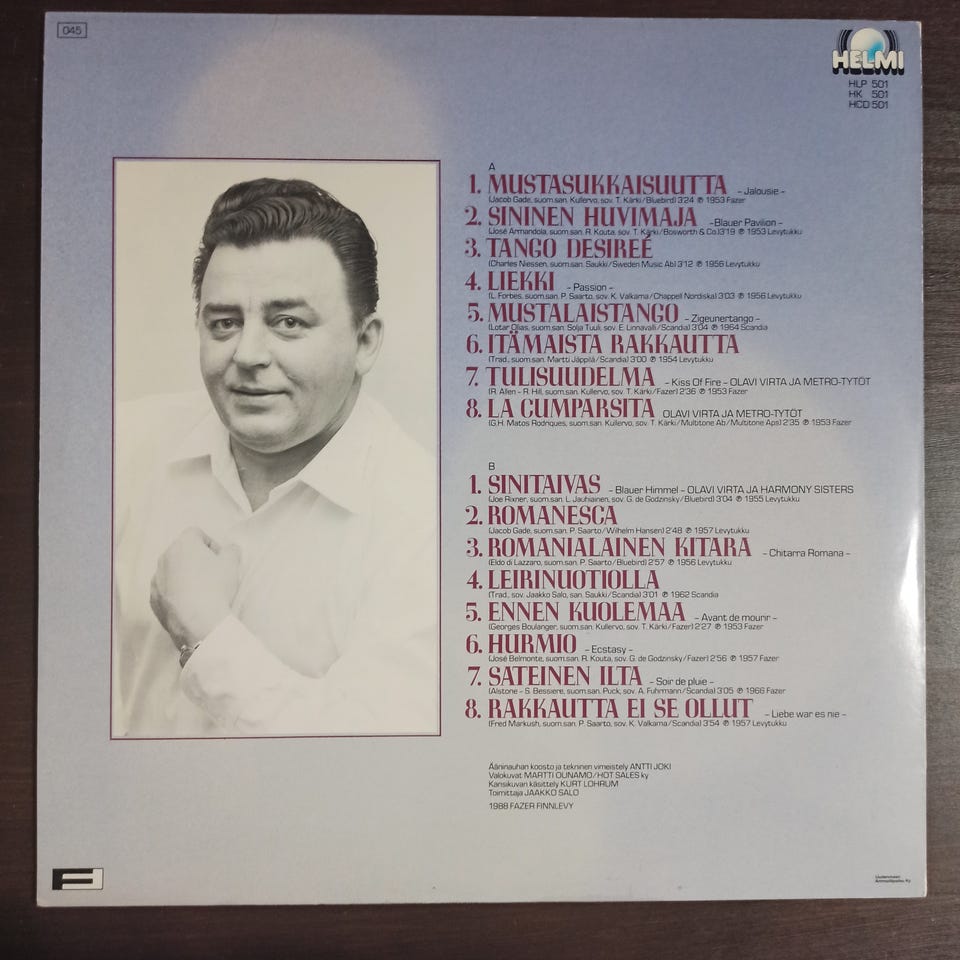 045
HELMI
HLP 501
HK 501
HCD 501
A
1. MUSTASUKKAISUUTTA – Jalousie –
(Jacob Gade, suom.san. Kullervo, sov. T. Kärki/Bluebird) 3'24 ℗ 1953 Fazer
2. SININEN HUVIMAJA –Blauer Pavilion –
(José Armandola, suom.san. R. Kouta, sov. T. Kärki/Bosworth & Co.)3'19 ℗ 1953 Levytukku
3. TANGO DESIREÉ
(Charles Niessen, suom.san. Saukki/Sweden Music Ab) 3'12 ℗ 1956 Levytukku
4. LIEKKI – Passion –
(L. Forbes, suom.san. P. Saarto, sov. K. Valkama/Chappell Nordiska) 3'03 ℗ 1956 Levytukku
5. MUSTALAISTANGO – Zigeunertango –
(Lotar Olias, suom.san. Solja Tuuli, sov. E. Linnavalli/Scandia) 3'04 ℗ 1964 Scandia
6. ITÄMAISTA RAKKAUTTA
(Trad., suom.san. Martti Jäppilä/Scandia) 3'00 ℗ 1954 Levytukku
7. TULISUUDELMA – Kiss Of Fire – OLAVI VIRTA JA METRO-TYTÖT
(R. Allen – R. Hill, suom.san. Kullervo, sov. T. Kärki/Fazer) 2'36 ℗ 1953 Fazer
8. LA CUMPARSITA OLAVI VIRTA JA METRO-TYTÖT
(G.H. Matos Rodriques, suom.san. Kullervo, sov. T. Kärki/Multitone Ab/Multitone Aps) 2'35 ℗ 1953 Fazer
B
1. SINITAIVAS – Blauer Himmel – OLAVI VIRTA JA HARMONY SISTERS
(Joe Rixner, suom.san. L. Jauhiainen, sov. G. de Godzinsky/Bluebird) 3'04 ℗ 1955 Levytukku
2. ROMANESCA
(Jacob Gade, suom.san. P. Saarto/Wilhelm Hansen) 2'48 ℗ 1957 Levytukku
3. ROMANIALAINEN KITARA – Chitarra Romana –
(Eldo di Lazzaro, suom.san. P. Saarto/Bluebird) 2'57 ℗ 1956 Levytukku
4. LEIRINUOTIOLLA
(Trad., sov. Jaakko Salo, san. Saukki/Scandia) 3'01 ℗ 1962 Scandia
5. ENNEN KUOLEMAA – Avant de mourir –
(Georges Boulanger, suom.san. Kullervo, sov. T. Kärki/Fazer) 2'27 ℗ 1953 Fazer
6. HURMIO – Ecstasy –
(José Belmonte, suom.san. R. Kouta, sov. G. de Godzinsky/Fazer) 2'56 ℗ 1957 Fazer
7. SATEINEN ILTA – Soir de pluie –
(Alstone – S. Bessiere, suom.san. Puck, sov. A. Fuhrmann/Scandia) 3'05 ℗ 1966 Fazer
8. RAKKAUTTA EI SE OLLUT – Liebe war es nie –
(Fred Markush, suom.san. P. Saarto, sov. K. Valkama/Scandia) 3'54 ℗ 1957 Levytukku
Ääninauhan koosto ja tekninen viimeistely ANTTI JOKI
Valokuvat MARTTI OUNAMO/HOT SALES ky
Kansikuvan käsittely KURT LOHRUM
Toimittaja JAAKKO SALO
1988 FAZER FINNLEVY
Uudenmaan